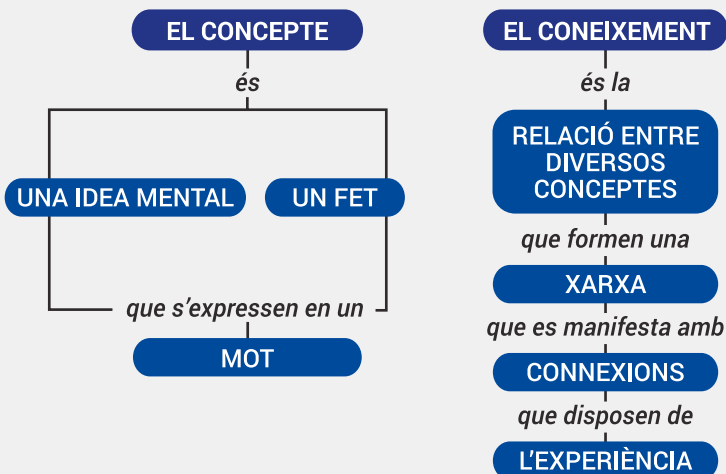 EL CONCEPTE
és
UNA IDEA MENTAL
UN FET
que s'expressen en un
MOT
EL CONEIXEMENT
és la
RELACIÓ ENTRE
DIVERSOS
CONCEPTES
que formen una
XARXA
que es manifesta amb
CONNEXIONS
que disposen de
L'EXPERIÈNCIA